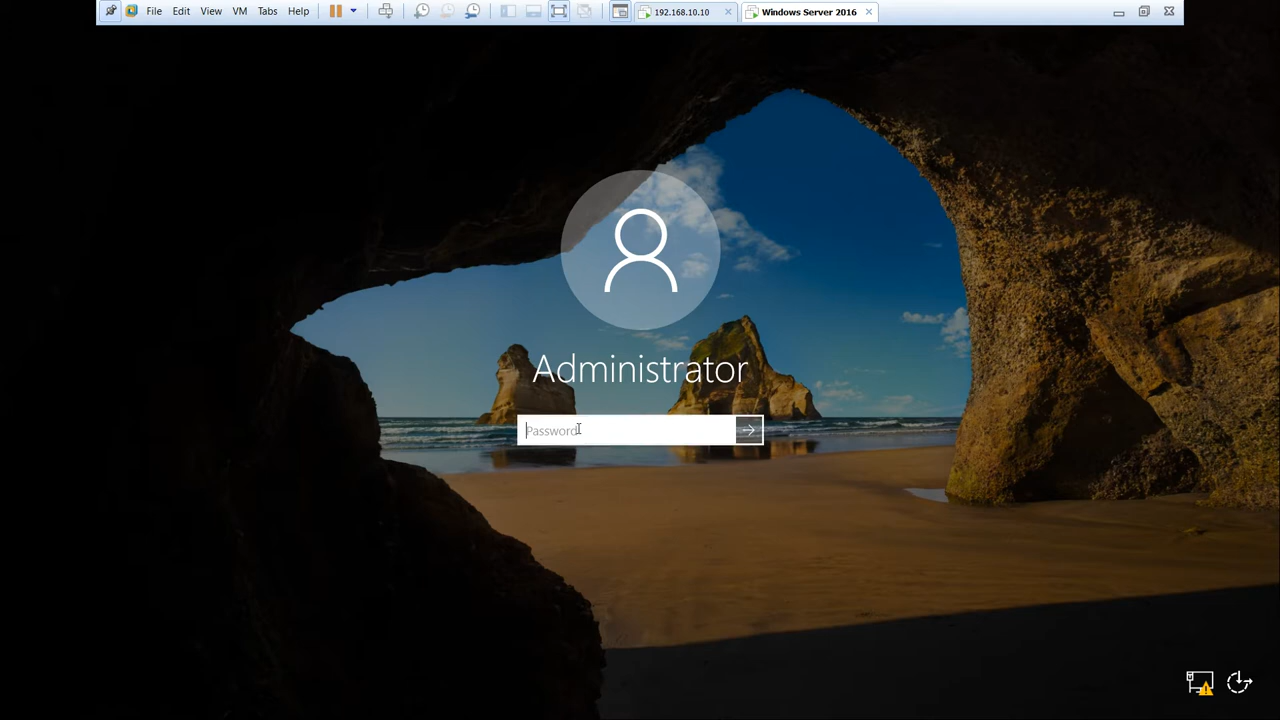 File Edit View VM Tabs Help 192.168.10.10 Windows Server 2016
Administrator
Password